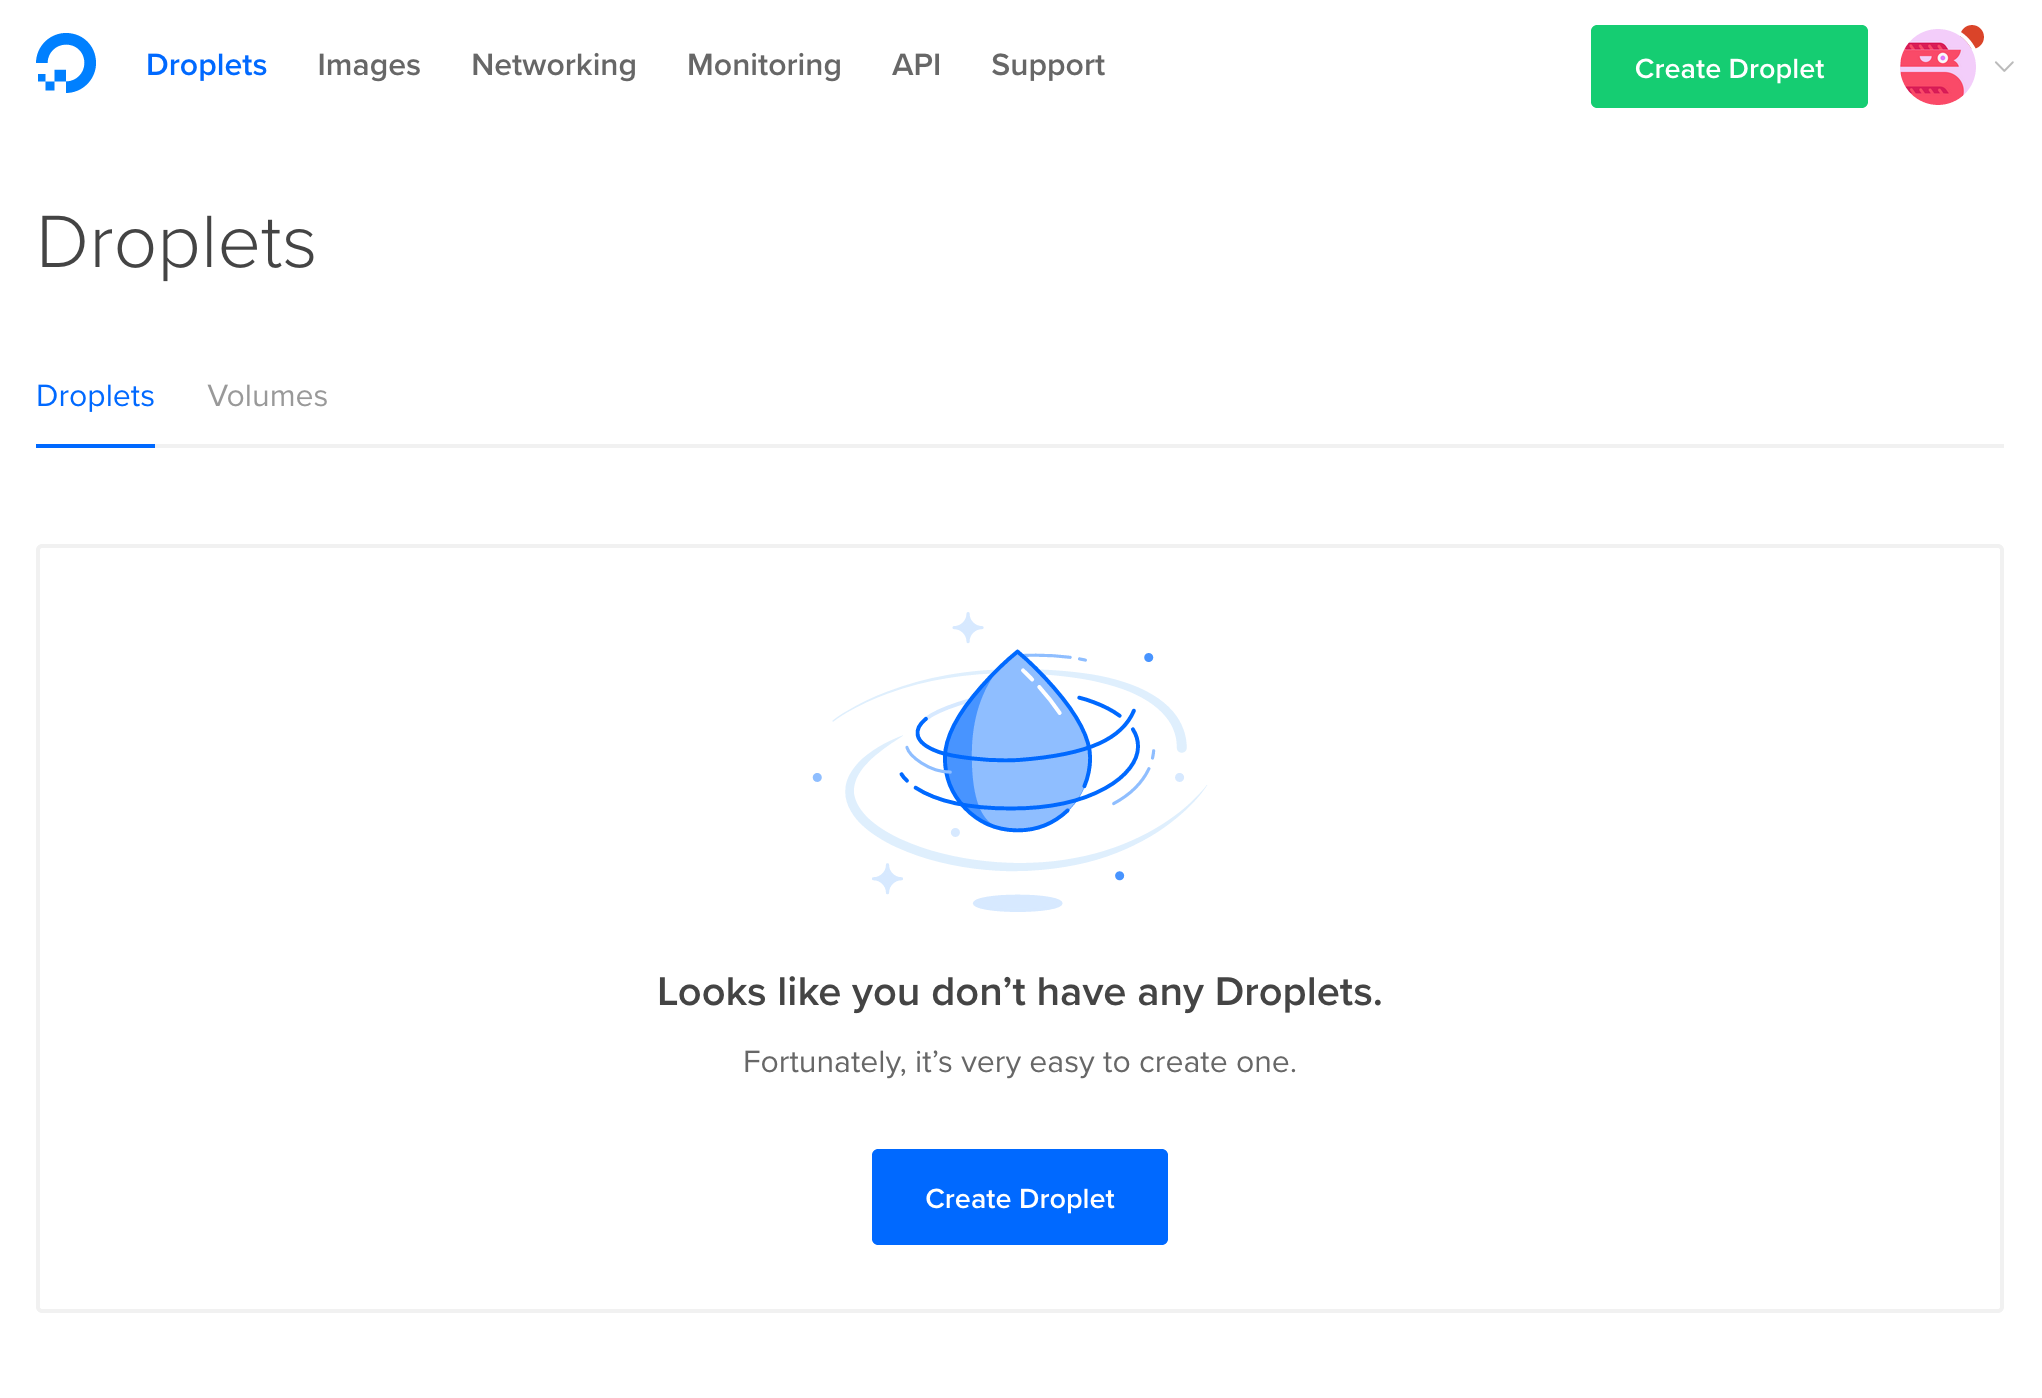 Droplets Images Networking Monitoring API Support Create Droplet
Droplets
Droplets Volumes
Looks like you don’t have any Droplets.
Fortunately, it’s very easy to create one.
Create Droplet